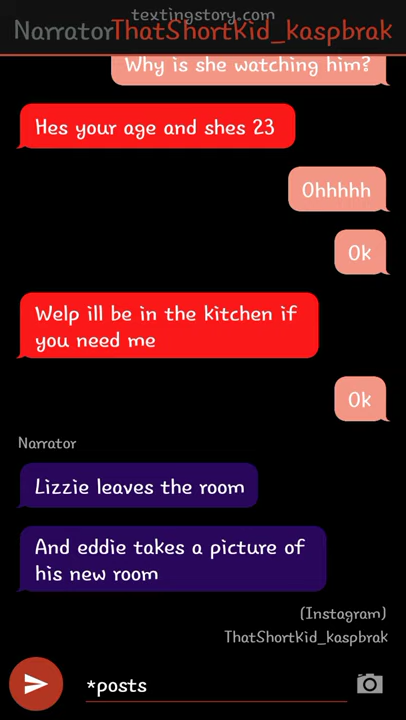 textingstory.com
Narrator ThatShortKid_kaspbrak
Why is she watching him?
Hes your age and shes 23
Ohhhhh
Ok
Welp ill be in the kitchen if
you need me
Ok
Narrator
Lizzie leaves the room
And eddie takes a picture of
his new room
(Instagram)
ThatShortKid_kaspbrak
*posts